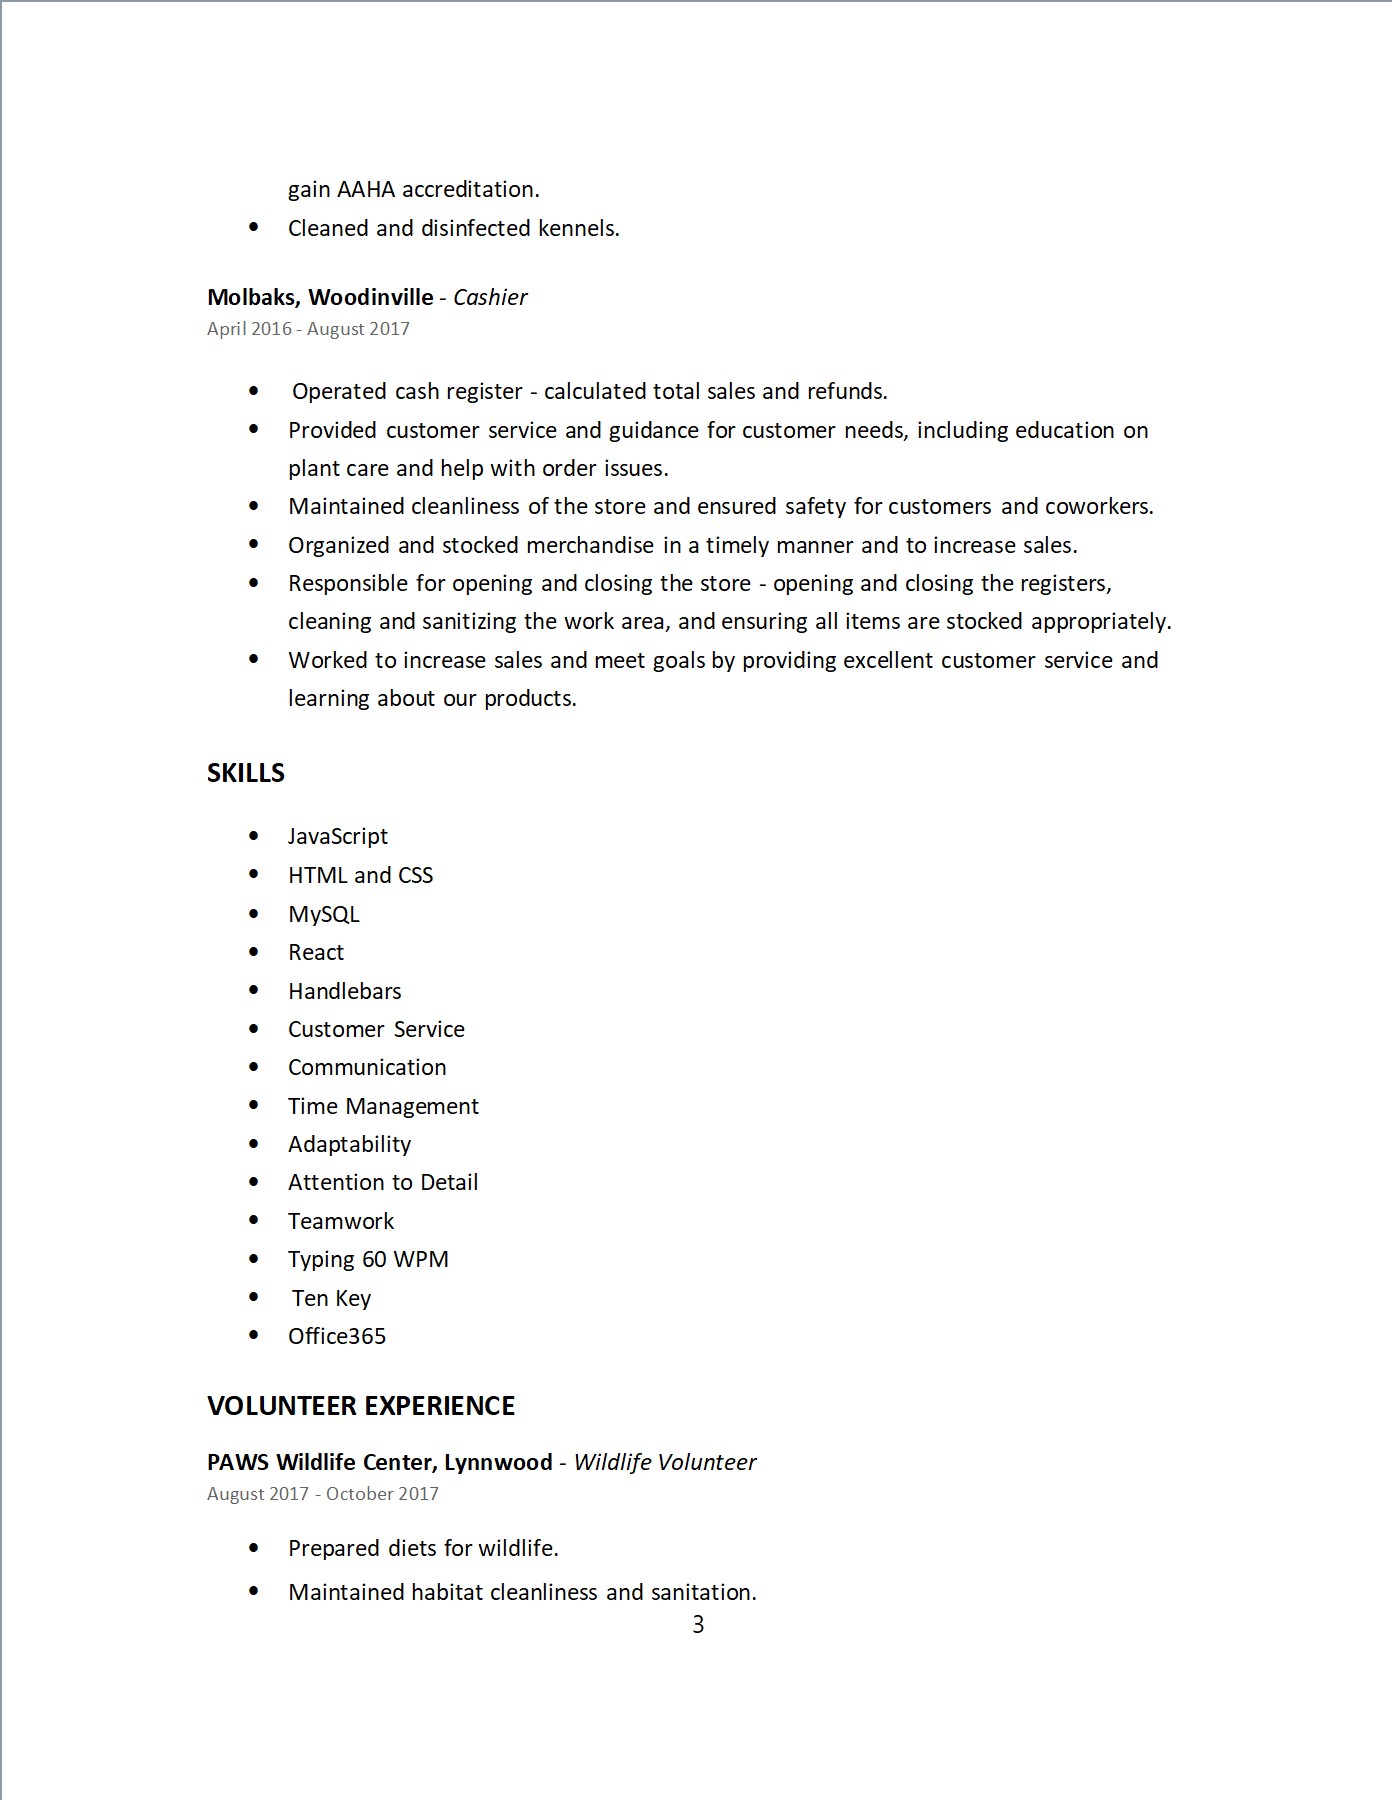 gain AAHA accreditation.
• Cleaned and disinfected kennels.
Molbaks, Woodinville - Cashier
April 2016 - August 2017
• Operated cash register - calculated total sales and refunds.
• Provided customer service and guidance for customer needs, including education on
plant care and help with order issues.
• Maintained cleanliness of the store and ensured safety for customers and coworkers.
• Organized and stocked merchandise in a timely manner and to increase sales.
• Responsible for opening and closing the store - opening and closing the registers,
cleaning and sanitizing the work area, and ensuring all items are stocked appropriately.
• Worked to increase sales and meet goals by providing excellent customer service and
learning about our products.
SKILLS
• JavaScript
• HTML and CSS
• MySQL
• React
• Handlebars
• Customer Service
• Communication
• Time Management
• Adaptability
• Attention to Detail
• Teamwork
• Typing 60 WPM
• Ten Key
• Office365
VOLUNTEER EXPERIENCE
PAWS Wildlife Center, Lynnwood - Wildlife Volunteer
August 2017 - October 2017
• Prepared diets for wildlife.
• Maintained habitat cleanliness and sanitation.
3